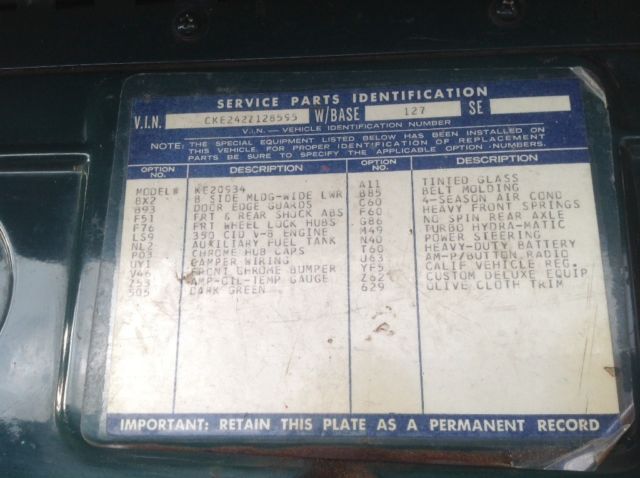 SERVICE PARTS IDENTIFICATION
V.I.N. CKE242Z128595 W/BASE 127 SE
V.I.N. — VEHICLE IDENTIFICATION NUMBER
NOTE: THE SPECIAL EQUIPMENT LISTED BELOW HAS BEEN INSTALLED ON
THIS VEHICLE. FOR PROPER IDENTIFICATION OF REPLACEMENT
PARTS BE SURE TO SPECIFY THE APPLICABLE OPTION NUMBERS.
OPTION NO. DESCRIPTION OPTION NO. DESCRIPTION
MODEL# KE20934 A11 TINTED GLASS
BX2 B SIDE MLDG-WIDE LWR B85 BELT MOLDING
B93 DOOR EDGE GUARDS C60 4-SEASON AIR COND
F51 FRT & REAR SHOCK ABS F60 HEAVY FRONT SPRINGS
F76 FRT WHEEL LOCK HUBS G86 NO SPIN REAR AXLE
LS9 350 CID V-8 ENGINE M49 TURBO HYDRA-MATIC
NL2 AUXILIARY FUEL TANK N40 POWER STEERING
P03 CHROME HUB CAPS T60 HEAVY-DUTY BATTERY
UY1 CAMPER WIRING U63 AM-P/BUTTON RADIO
V46 FRONT CHROME BUMPER YF5 CALIF VEHICLE REG.
Z53 AMP-OIL-TEMP GAUGE Z62 CUSTOM DELUXE EQUIP
505 DARK GREEN 629 OLIVE CLOTH TRIM
IMPORTANT: RETAIN THIS PLATE AS A PERMANENT RECORD